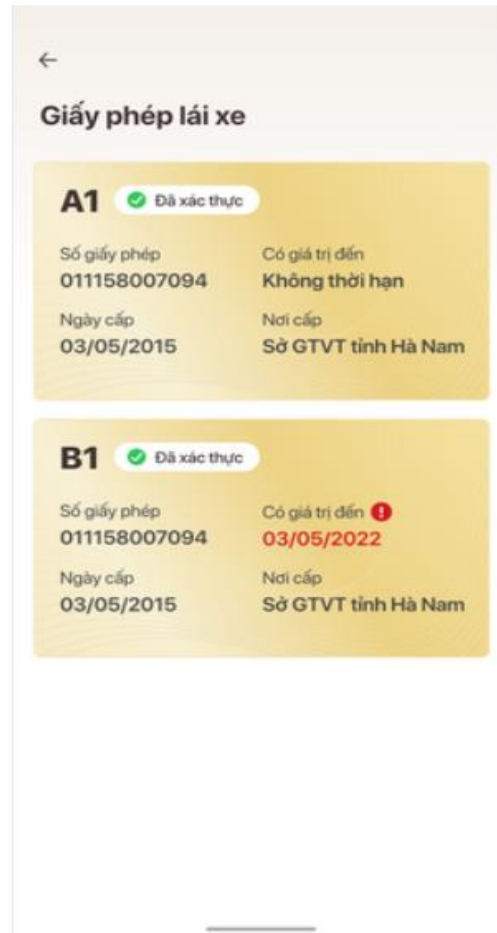 Giấy phép lái xe
A1 Đã xác thực
Số giấy phép Có giá trị đến
011158007094 Không thời hạn
Ngày cấp Nơi cấp
03/05/2015 Sở GTVT tỉnh Hà Nam
B1 Đã xác thực
Số giấy phép Có giá trị đến
011158007094 03/05/2022
Ngày cấp Nơi cấp
03/05/2015 Sở GTVT tỉnh Hà Nam